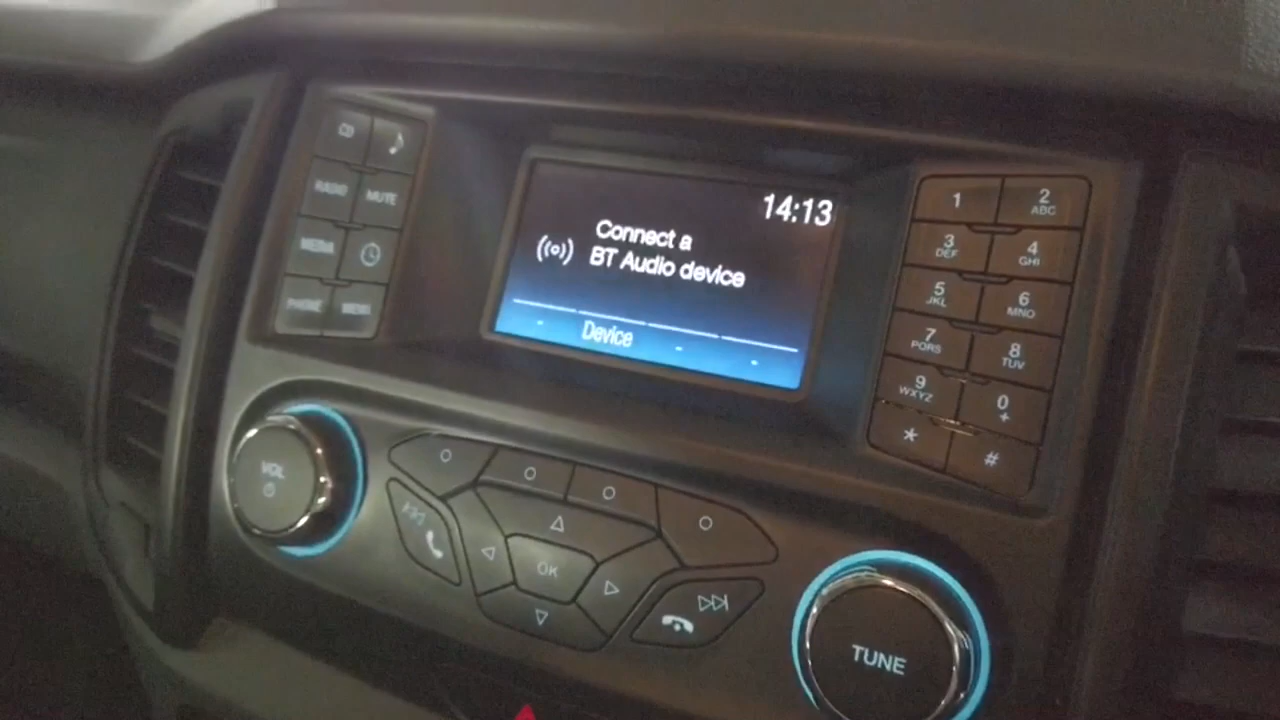 CD
RADIO
MUTE
MEDIA
PHONE
MENU
14:13
Connect a
BT Audio device
Device
1
2
ABC
3
DEF
4
GHI
5
JKL
6
MNO
7
PQRS
8
TUV
9
WXYZ
0
+
*
#
VOL
OK
TUNE